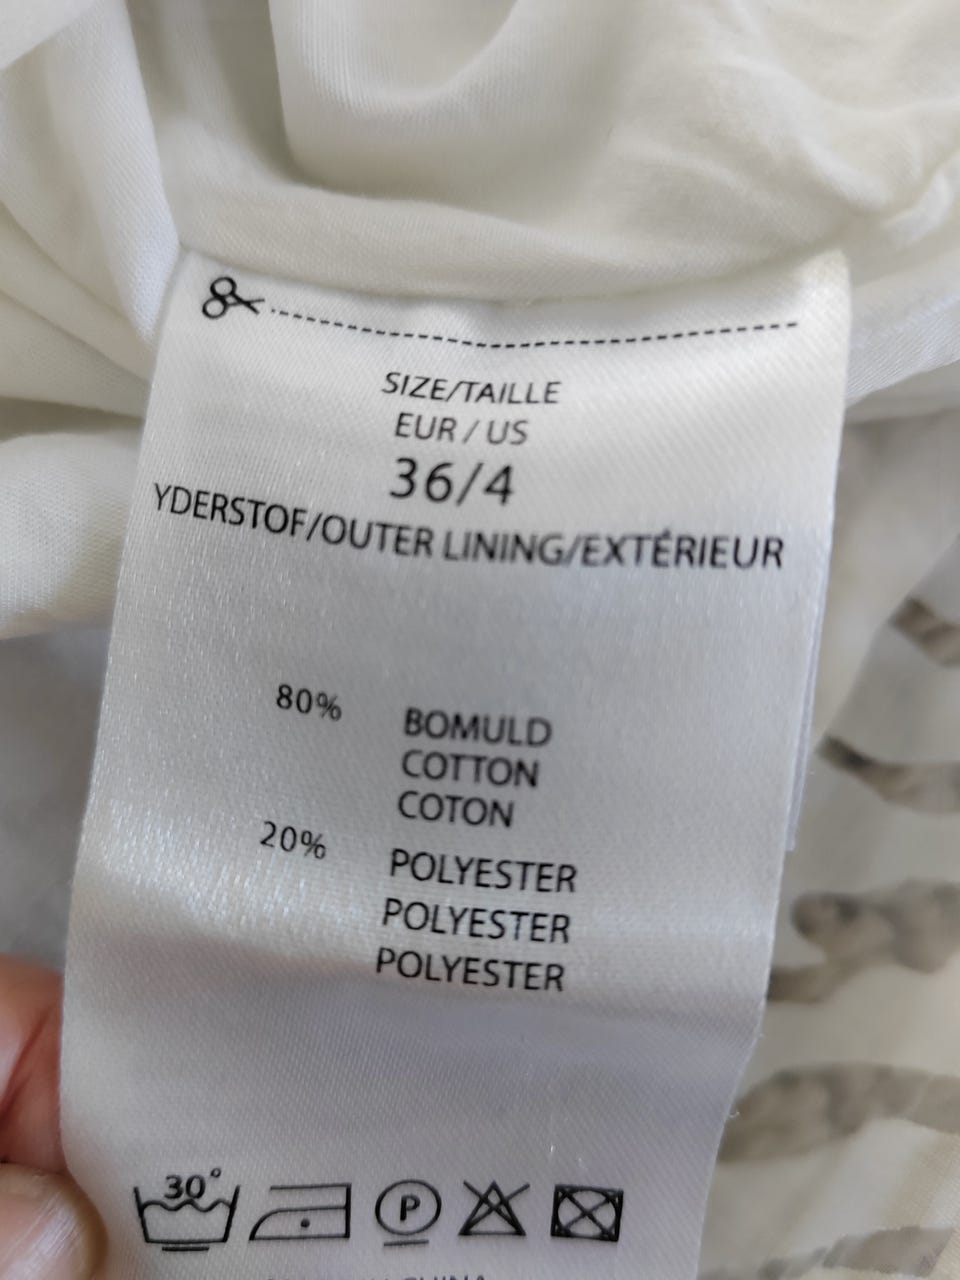 SIZE/TAILLE
EUR / US
36/4
YDERSTOF/OUTER LINING/EXTÉRIEUR
80% BOMULD
COTTON
COTON
20% POLYESTER
POLYESTER
POLYESTER
30°
P
CHINA